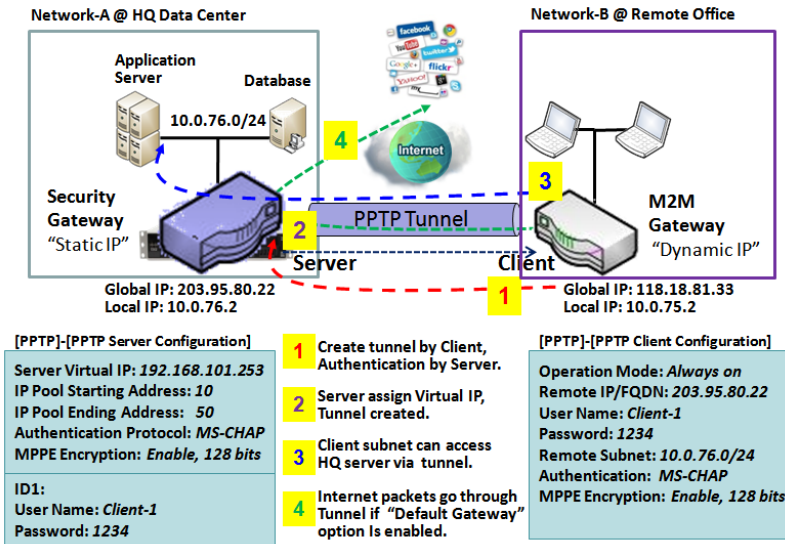 Network-A @ HQ Data Center
Network-B @ Remote Office
Application
Server
Database
10.0.76.0/24
YouTube
twitter
Google+
flickr
YAHOO!
Internet
4
3
Security
Gateway
"Static IP"
2
PPTP Tunnel
M2M
Gateway
"Dynamic IP"
Server
Client
1
Global IP: 203.95.80.22
Local IP: 10.0.76.2
Global IP: 118.18.81.33
Local IP: 10.0.75.2
[PPTP]-[PPTP Server Configuration]
Server Virtual IP: 192.168.101.253
IP Pool Starting Address: 10
IP Pool Ending Address: 50
Authentication Protocol: MS-CHAP
MPPE Encryption: Enable, 128 bits
ID1:
User Name: Client-1
Password: 1234
1 Create tunnel by Client,
Authentication by Server.
2 Server assign Virtual IP,
Tunnel created.
3 Client subnet can access
HQ server via tunnel.
4 Internet packets go through
Tunnel if "Default Gateway"
option Is enabled.
[PPTP]-[PPTP Client Configuration]
Operation Mode: Always on
Remote IP/FQDN: 203.95.80.22
User Name: Client-1
Password: 1234
Remote Subnet: 10.0.76.0/24
Authentication: MS-CHAP
MPPE Encryption: Enable, 128 bits